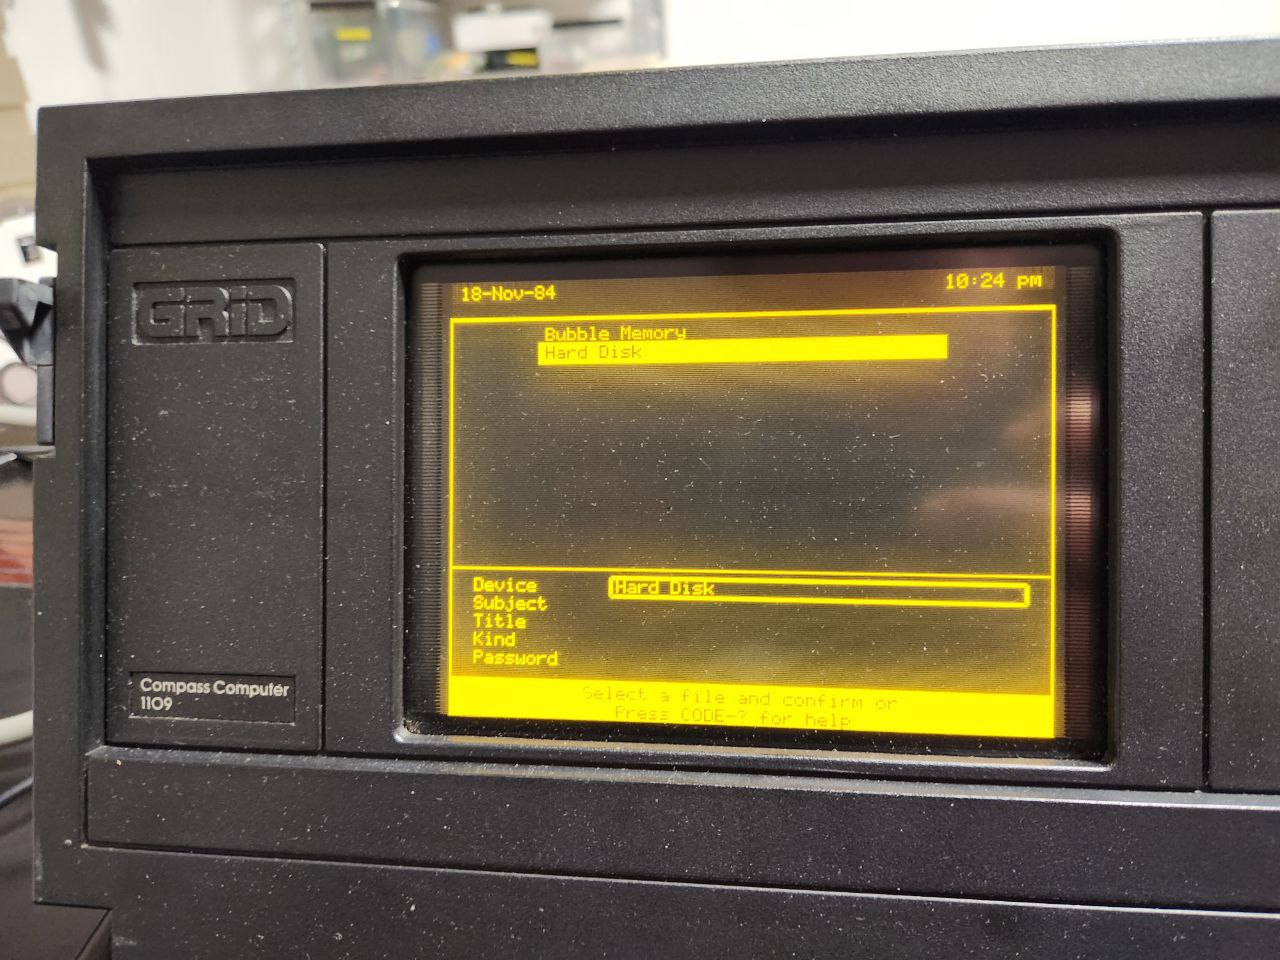 GRiD
18-Nov-84 10:24 pm
Bubble Memory
Hard Disk
Device Hard Disk
Subject
Title
Kind
Password
Select a file and confirm or
Press CODE-? for help
Compass Computer
1109